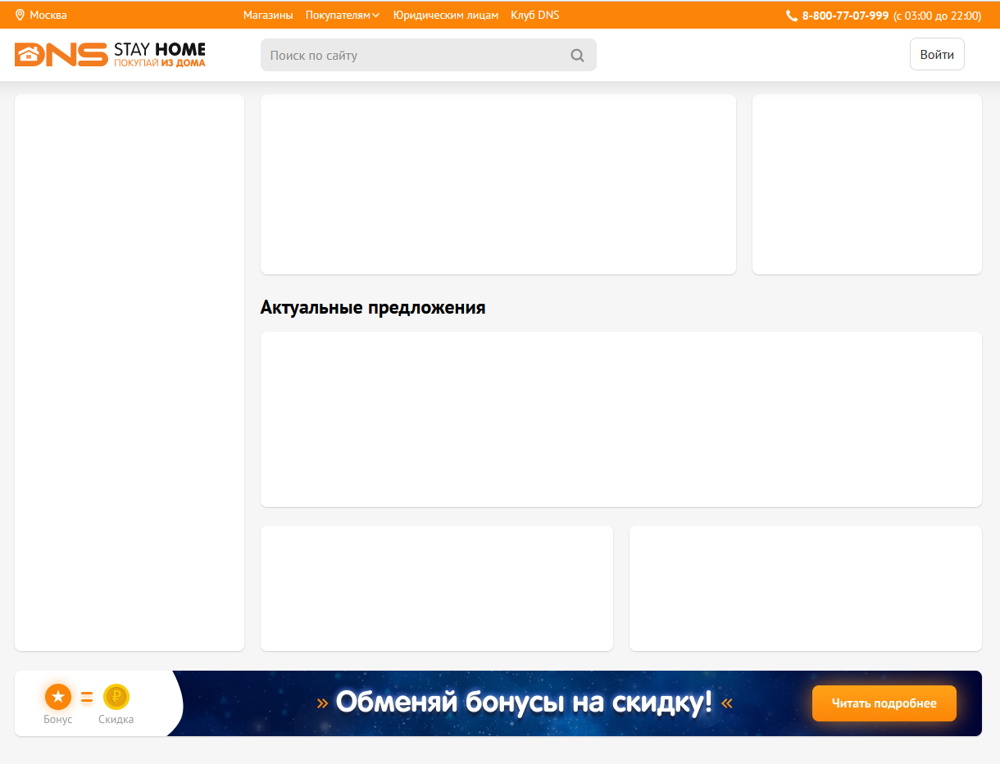 Москва
Магазины Покупателям Юридическим лицам Клуб DNS
8-800-77-07-999 (с 03:00 до 22:00)
DNS STAY HOME
ПОКУПАЙ ИЗ ДОМА
Поиск по сайту
Войти
Актуальные предложения
Бонус = Скидка
» Обменяй бонусы на скидку! «
Читать подробнее